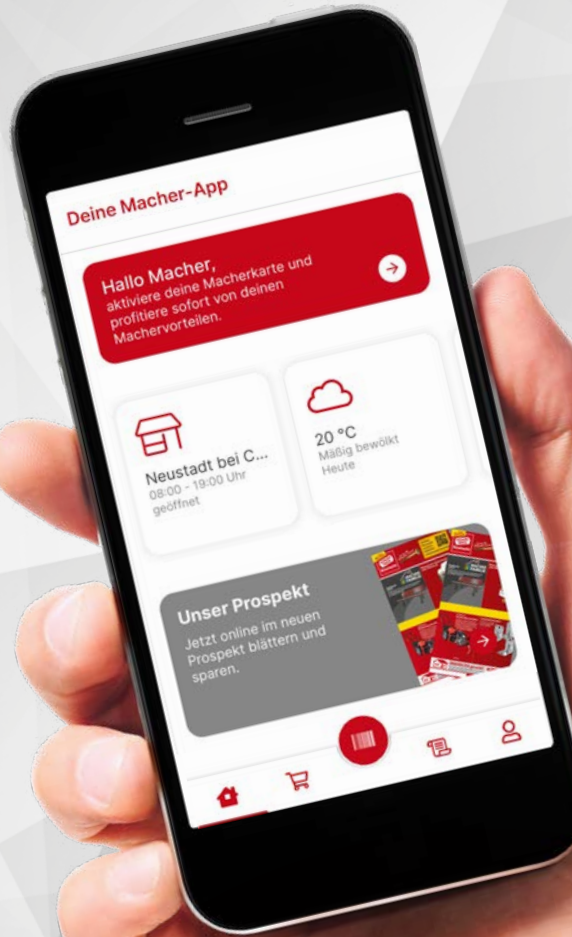 Deine Macher-App
Hallo Macher,
aktiviere deine Macherkarte und
profitiere sofort von deinen
Machervorteilen.
Neustadt bei C...
08:00 - 19:00 Uhr
geöffnet
20 °C
Mäßig bewölkt
Heute
Unser Prospekt
Jetzt online im neuen
Prospekt blättern und
sparen.